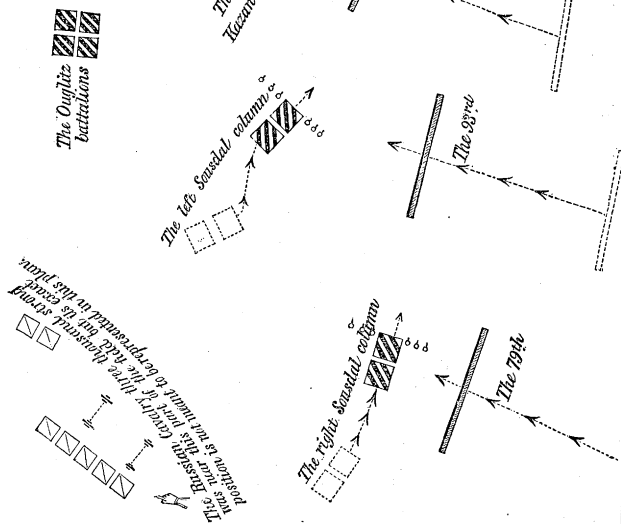 The Ouglitz
battalions
Kazan
The left Sousdal column
The 93rd
The Russian Cavalry three thousand strong
was near this part of the field, but its exact
position is not meant to be represented in this plan.
The right Sousdal column
The 79th